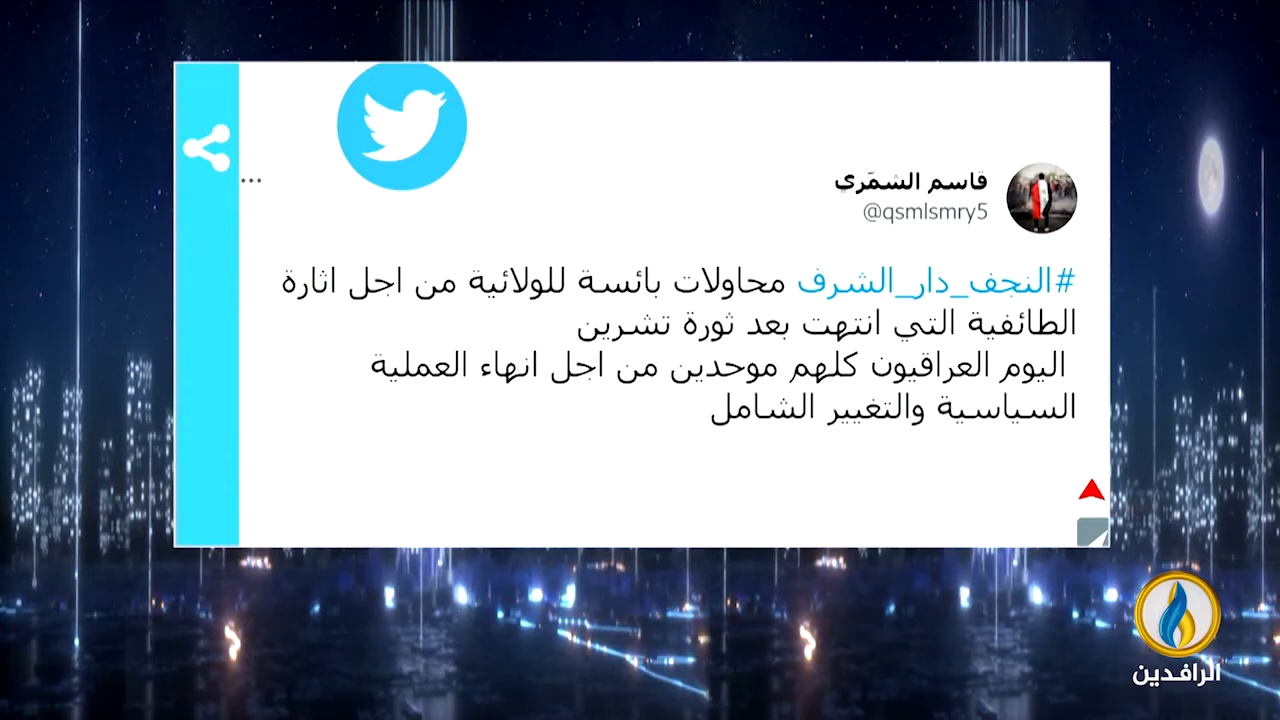 ...
قاسم الشمّري
@qsmlsmry5
#النجف_دار_الشرف محاولات بائسة للولائية من اجل اثارة
الطائفية التي انتهت بعد ثورة تشرين
اليوم العراقيون كلهم موحدين من اجل انهاء العملية
السياسية والتغيير الشامل
الرافدين